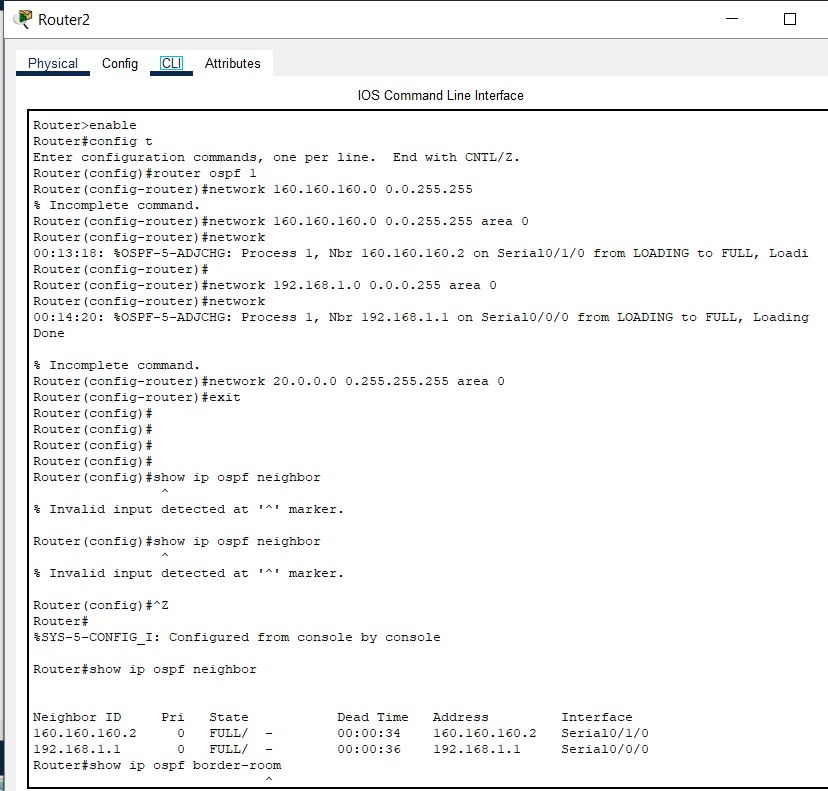 Router2
Physical Config CLI Attributes
IOS Command Line Interface
Router>enable
Router#config t
Enter configuration commands, one per line.  End with CNTL/Z.
Router(config)#router ospf 1
Router(config-router)#network 160.160.160.0 0.0.255.255
% Incomplete command.
Router(config-router)#network 160.160.160.0 0.0.255.255 area 0
Router(config-router)#network
00:13:18: %OSPF-5-ADJCHG: Process 1, Nbr 160.160.160.2 on Serial0/1/0 from LOADING to FULL, Loadi
Router(config-router)#
Router(config-router)#network 192.168.1.0 0.0.0.255 area 0
Router(config-router)#network
00:14:20: %OSPF-5-ADJCHG: Process 1, Nbr 192.168.1.1 on Serial0/0/0 from LOADING to FULL, Loading
Done
% Incomplete command.
Router(config-router)#network 20.0.0.0 0.255.255.255 area 0
Router(config-router)#exit
Router(config)#
Router(config)#
Router(config)#
Router(config)#
Router(config)#show ip ospf neighbor
^
% Invalid input detected at '^' marker.
Router(config)#show ip ospf neighbor
^
% Invalid input detected at '^' marker.
Router(config)#^Z
Router#
%SYS-5-CONFIG_I: Configured from console by console
Router#show ip ospf neighbor
Neighbor ID     Pri   State           Dead Time   Address         Interface
160.160.160.2     0   FULL/  -        00:00:34    160.160.160.2   Serial0/1/0
192.168.1.1       0   FULL/  -        00:00:36    192.168.1.1     Serial0/0/0
Router#show ip ospf border-room
^